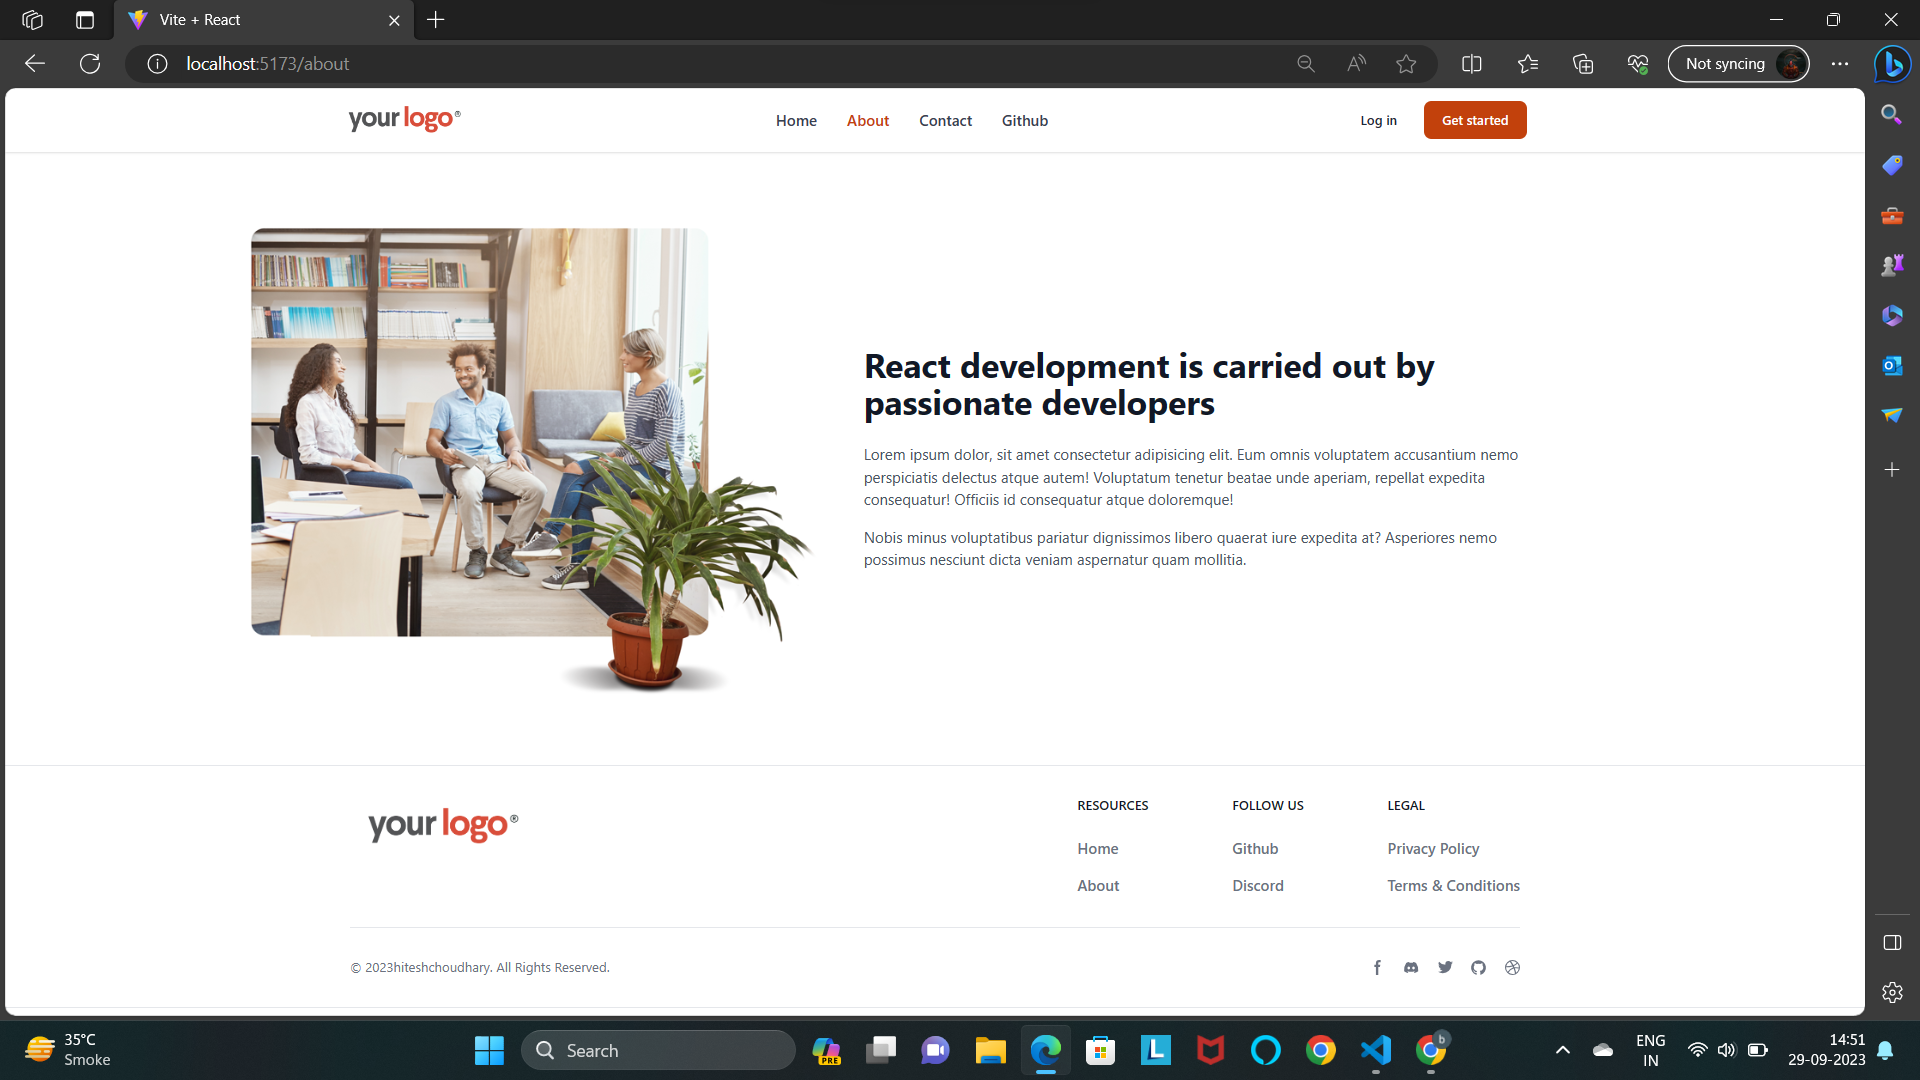 Vite + React
localhost:5173/about
Not syncing
your logo®
Home
About
Contact
Github
Log in
Get started
React development is carried out by
passionate developers
Lorem ipsum dolor, sit amet consectetur adipisicing elit. Eum omnis voluptatem accusantium nemo
perspiciatis delectus atque autem! Voluptatum tenetur beatae unde aperiam, repellat expedita
consequatur! Officiis id consequatur atque doloremque!
Nobis minus voluptatibus pariatur dignissimos libero quaerat iure expedita at? Asperiores nemo
possimus nesciunt dicta veniam aspernatur quam mollitia.
your logo®
RESOURCES
Home
About
FOLLOW US
Github
Discord
LEGAL
Privacy Policy
Terms & Conditions
© 2023hiteshchoudhary. All Rights Reserved.
35°C
Smoke
Search
PRE
L
b
ENG
IN
14:51
29-09-2023